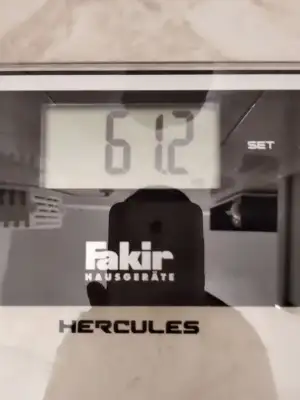 61.2
SET
Fakir
HAUSGERÄTE
HERCULES